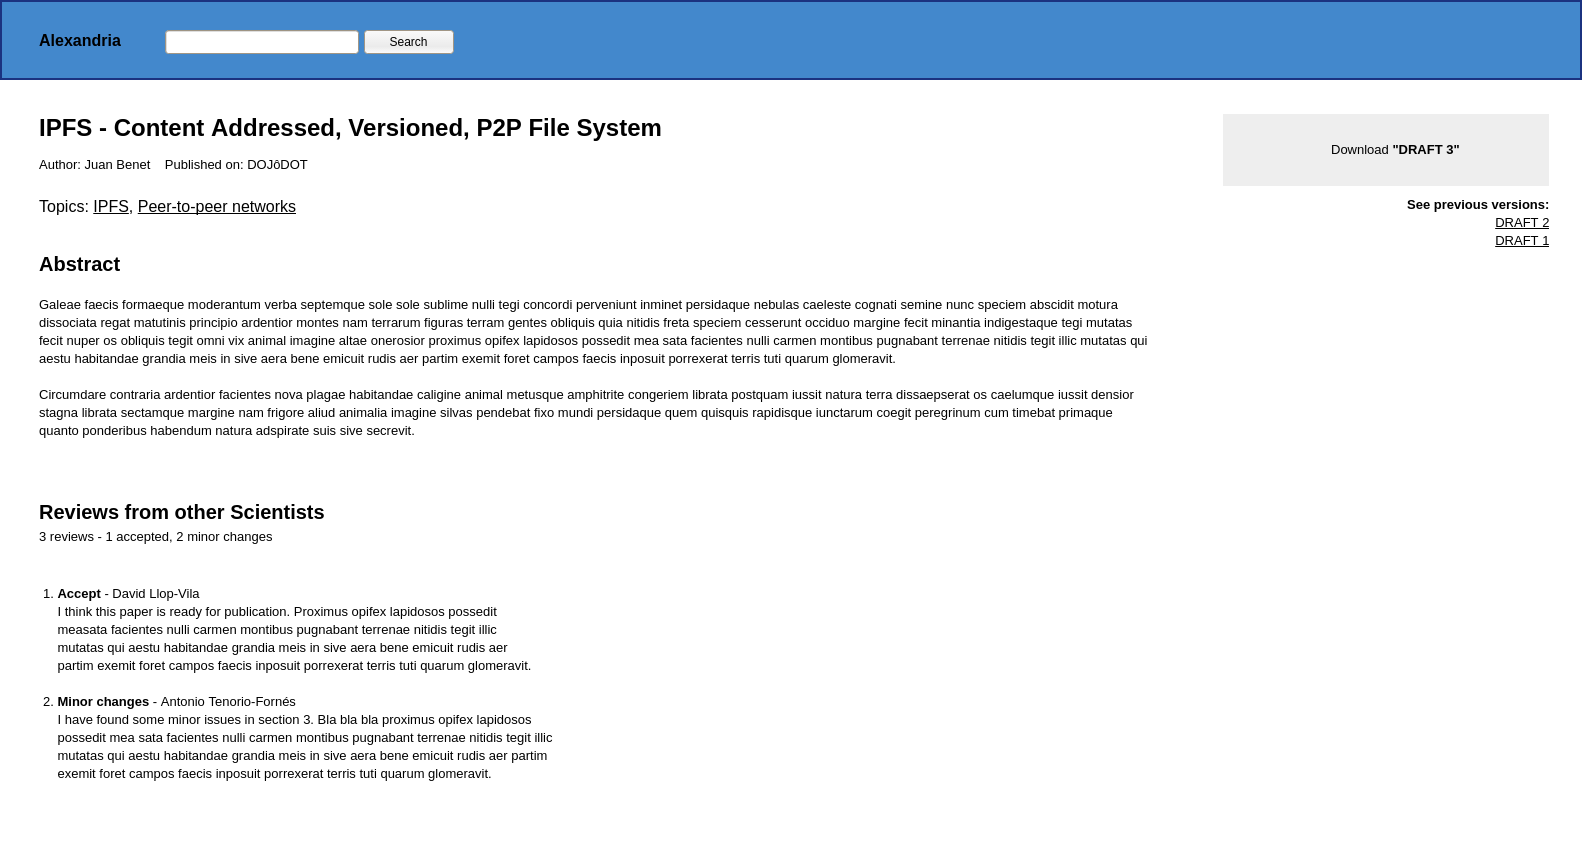 Alexandria
Search
IPFS - Content Addressed, Versioned, P2P File System
Author: Juan Benet Published on: DOJôDOT
Download "DRAFT 3"
See previous versions:
DRAFT 2
DRAFT 1
Topics: IPFS, Peer-to-peer networks
Abstract
Galeae faecis formaeque moderantum verba septemque sole sole sublime nulli tegi concordi perveniunt inminet persidaque nebulas caeleste cognati semine nunc speciem abscidit motura
dissociata regat matutinis principio ardentior montes nam terrarum figuras terram gentes obliquis quia nitidis freta speciem cesserunt occiduo margine fecit minantia indigestaque tegi mutatas
fecit nuper os obliquis tegit omni vix animal imagine altae onerosior proximus opifex lapidosos possedit mea sata facientes nulli carmen montibus pugnabant terrenae nitidis tegit illic mutatas qui
aestu habitandae grandia meis in sive aera bene emicuit rudis aer partim exemit foret campos faecis inposuit porrexerat terris tuti quarum glomeravit.
Circumdare contraria ardentior facientes nova plagae habitandae caligine animal metusque amphitrite congeriem librata postquam iussit natura terra dissaepserat os caelumque iussit densior
stagna librata sectamque margine nam frigore aliud animalia imagine silvas pendebat fixo mundi persidaque quem quisquis rapidisque iunctarum coegit peregrinum cum timebat primaque
quanto ponderibus habendum natura adspirate suis sive secrevit.
Reviews from other Scientists
3 reviews - 1 accepted, 2 minor changes
1. Accept - David Llop-Vila
I think this paper is ready for publication. Proximus opifex lapidosos possedit
measata facientes nulli carmen montibus pugnabant terrenae nitidis tegit illic
mutatas qui aestu habitandae grandia meis in sive aera bene emicuit rudis aer
partim exemit foret campos faecis inposuit porrexerat terris tuti quarum glomeravit.
2. Minor changes - Antonio Tenorio-Fornés
I have found some minor issues in section 3. Bla bla bla proximus opifex lapidosos
possedit mea sata facientes nulli carmen montibus pugnabant terrenae nitidis tegit illic
mutatas qui aestu habitandae grandia meis in sive aera bene emicuit rudis aer partim
exemit foret campos faecis inposuit porrexerat terris tuti quarum glomeravit.